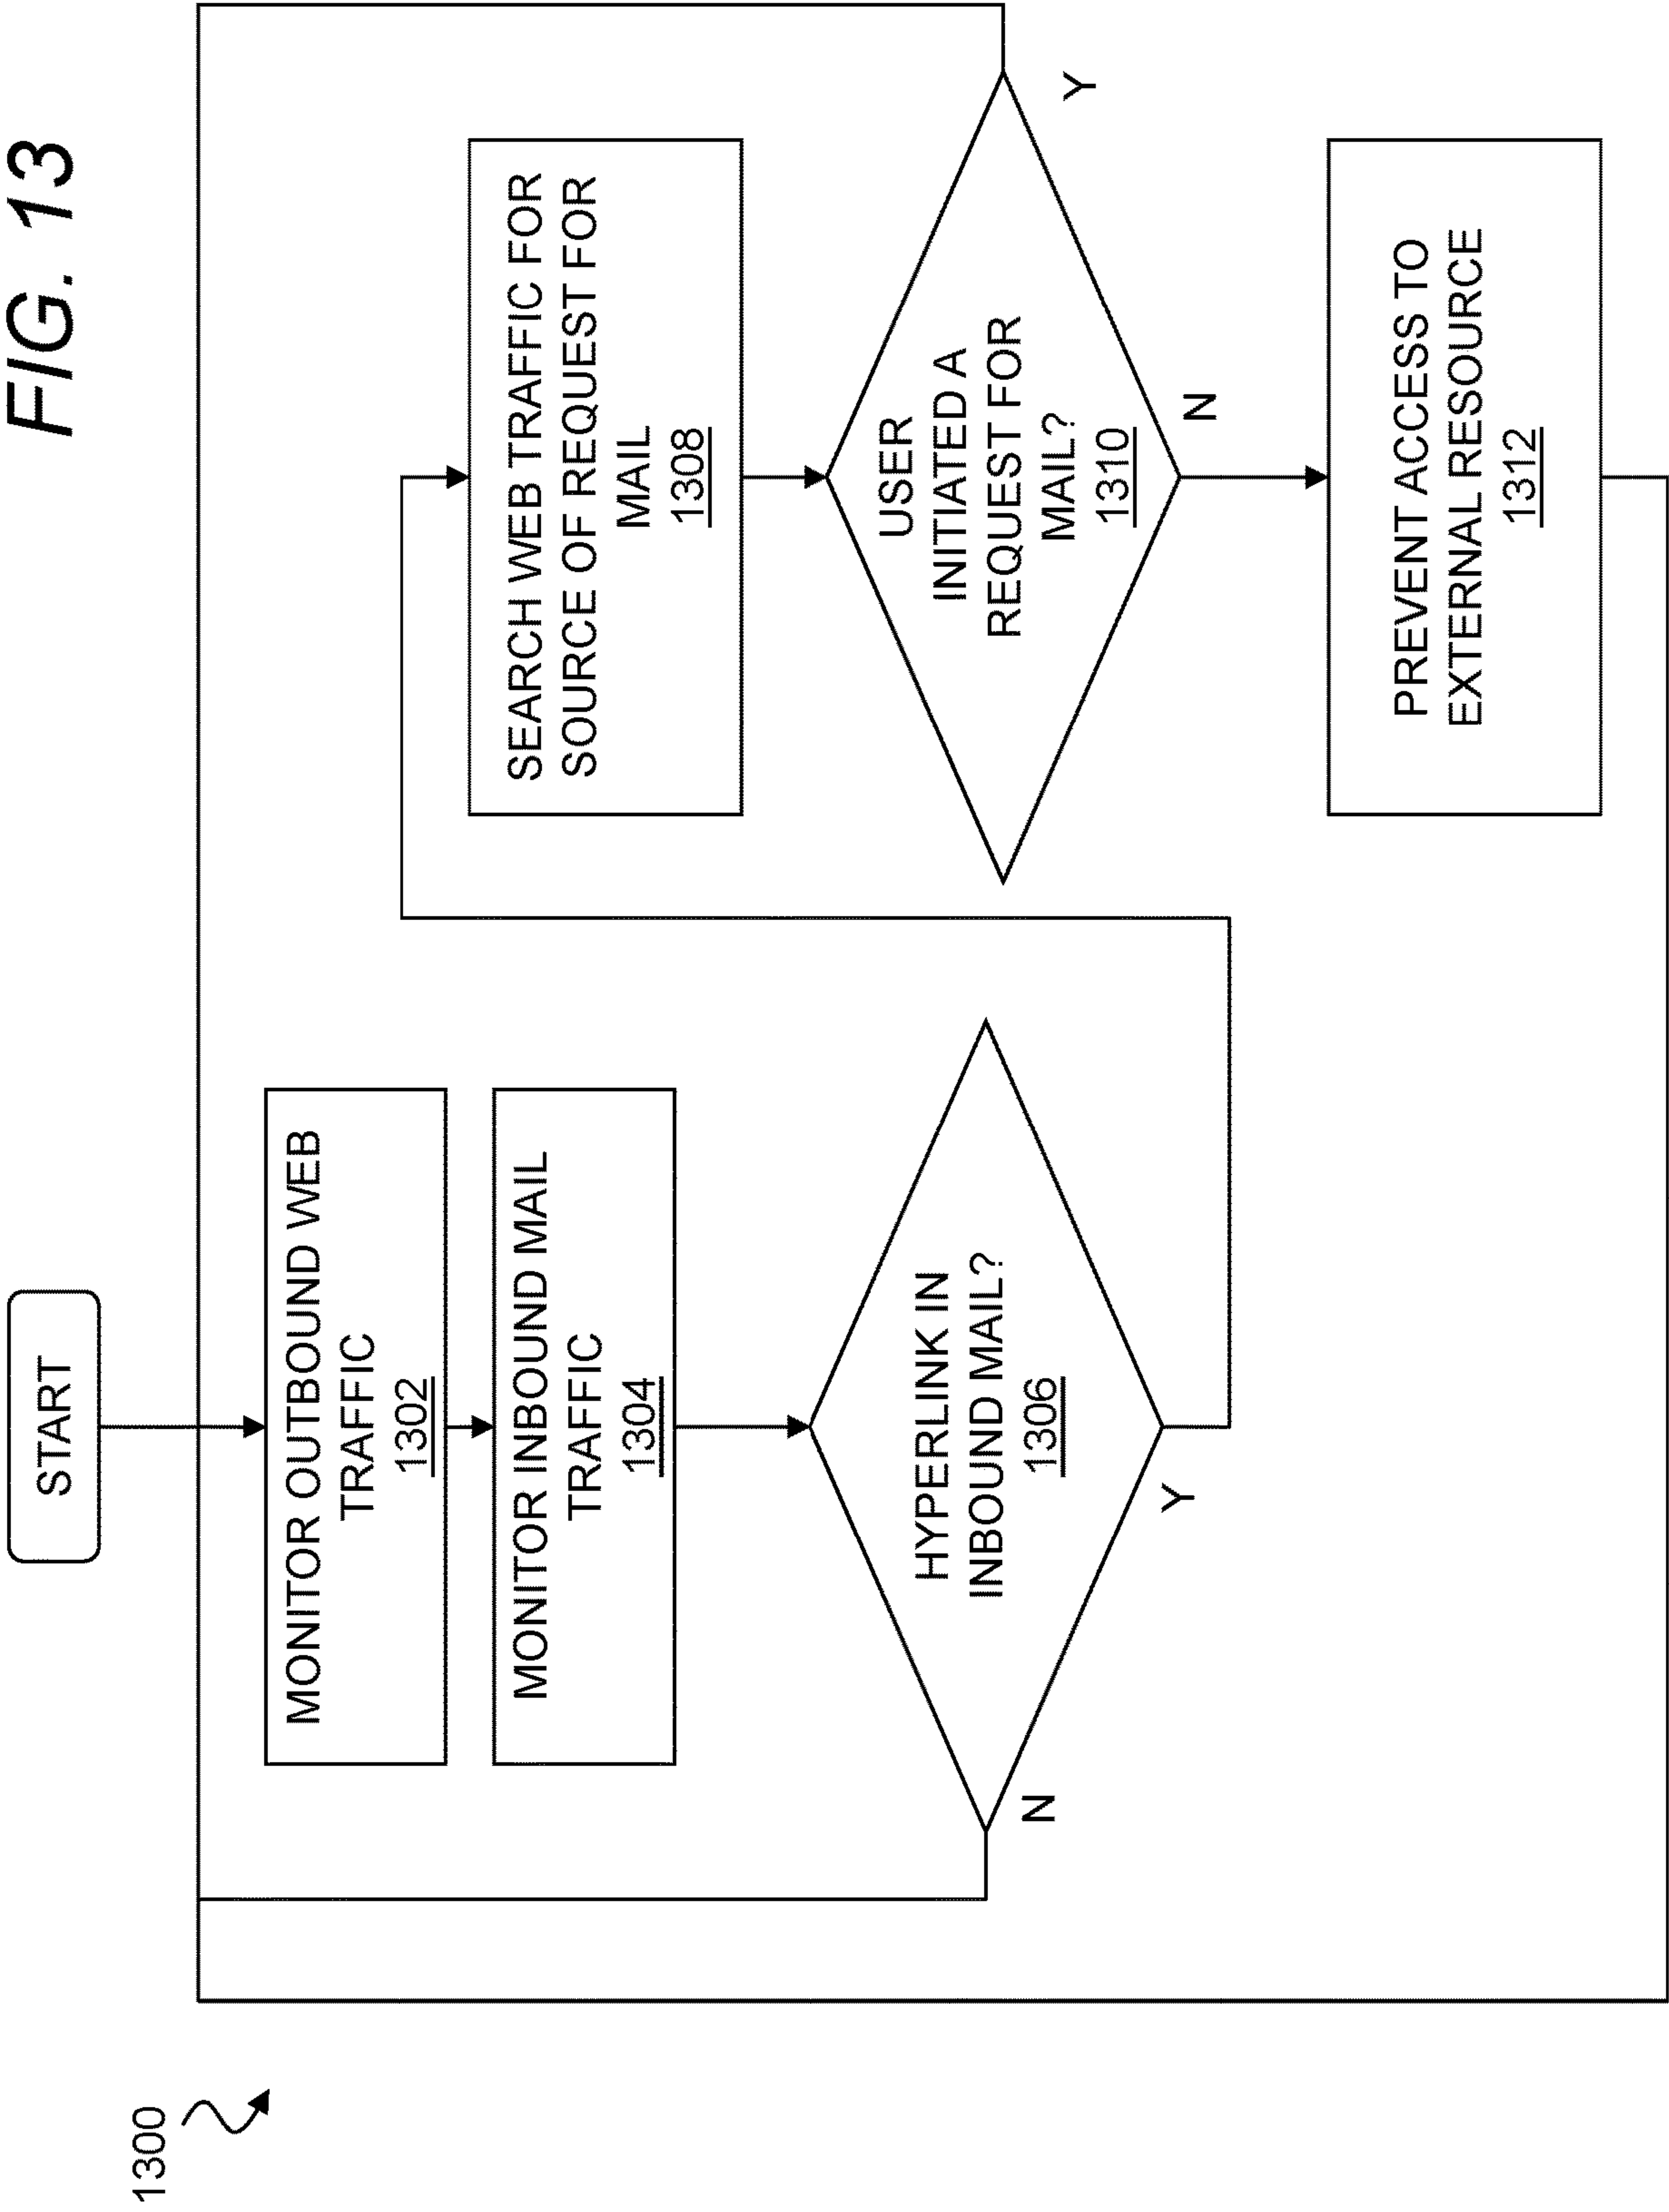 FIG. 13
1300
START
MONITOR OUTBOUND WEB
TRAFFIC
1302
MONITOR INBOUND MAIL
TRAFFIC
1304
HYPERLINK IN
INBOUND MAIL?
1306
N
Y
SEARCH WEB TRAFFIC FOR
SOURCE OF REQUEST FOR
MAIL
1308
USER
INITIATED A
REQUEST FOR
MAIL?
1310
Y
N
PREVENT ACCESS TO
EXTERNAL RESOURCE
1312